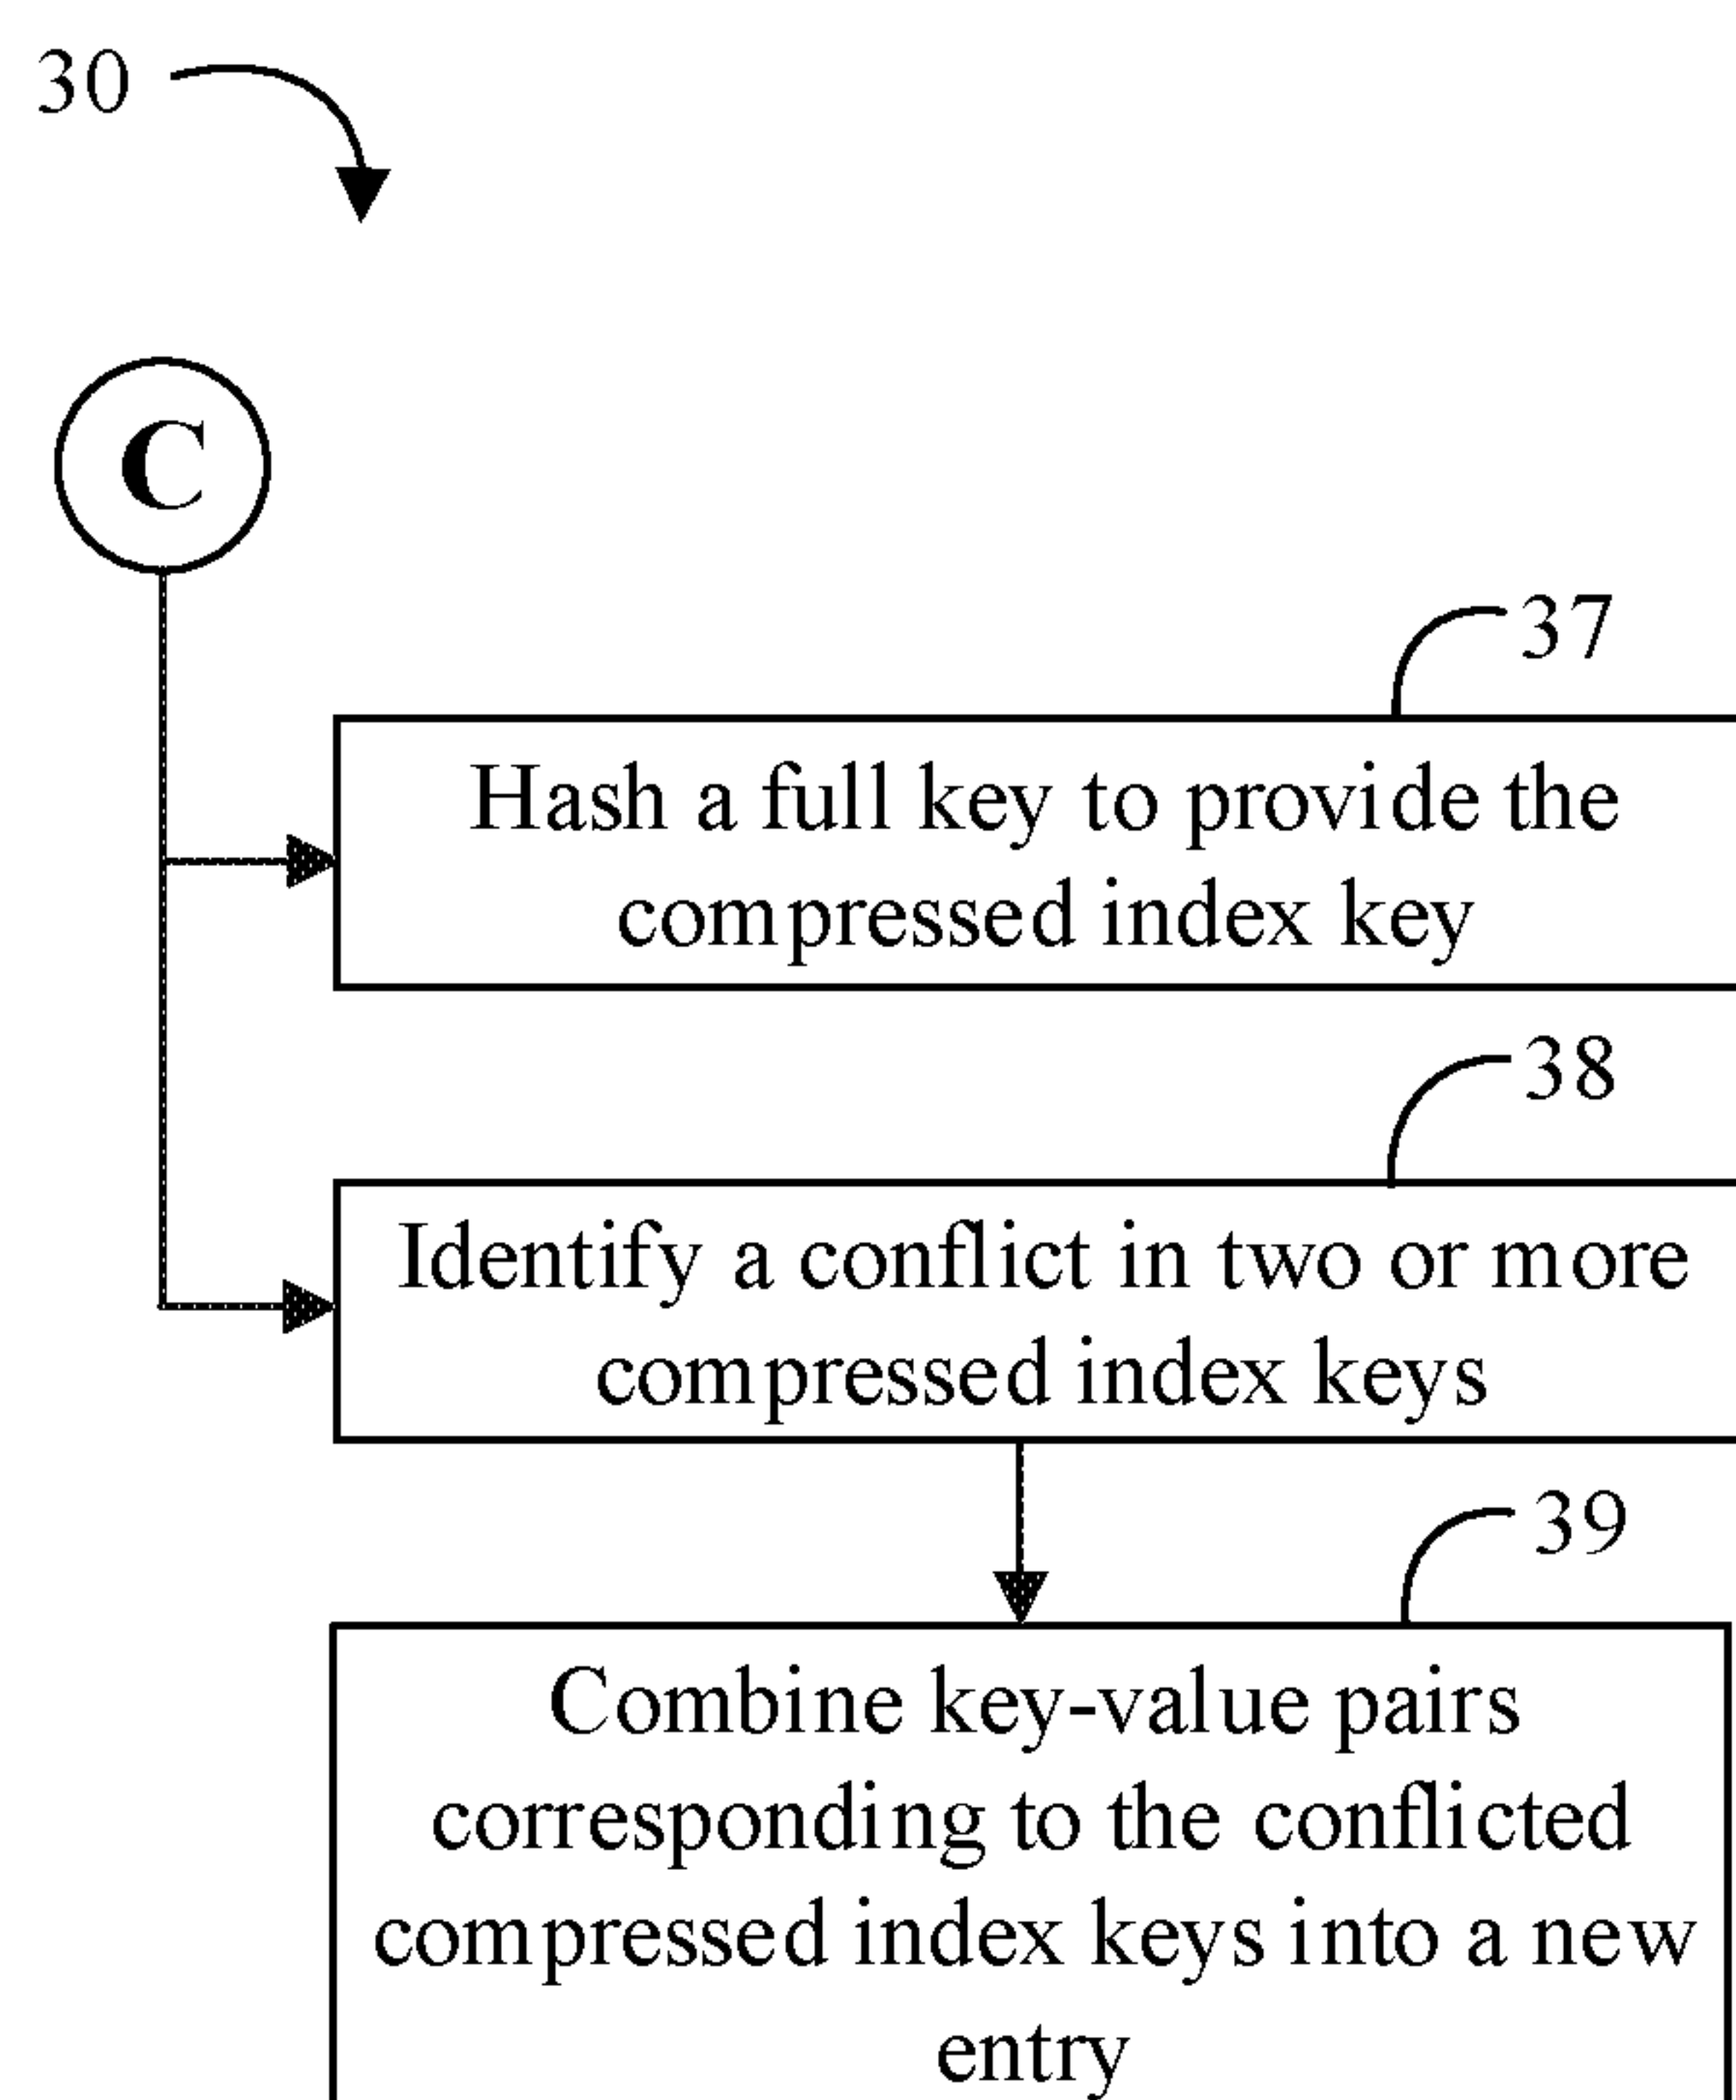 30
C
37
Hash a full key to provide the
compressed index key
38
Identify a conflict in two or more
compressed index keys
39
Combine key-value pairs
corresponding to the conflicted
compressed index keys into a new
entry